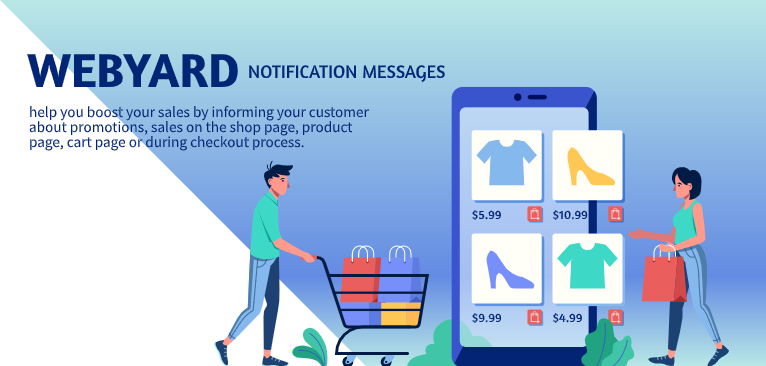 WEBYARD NOTIFICATION MESSAGES
help you boost your sales by informing your customer
about promotions, sales on the shop page, product
page, cart page or during checkout process.
$5.99 $10.99
$9.99 $4.99